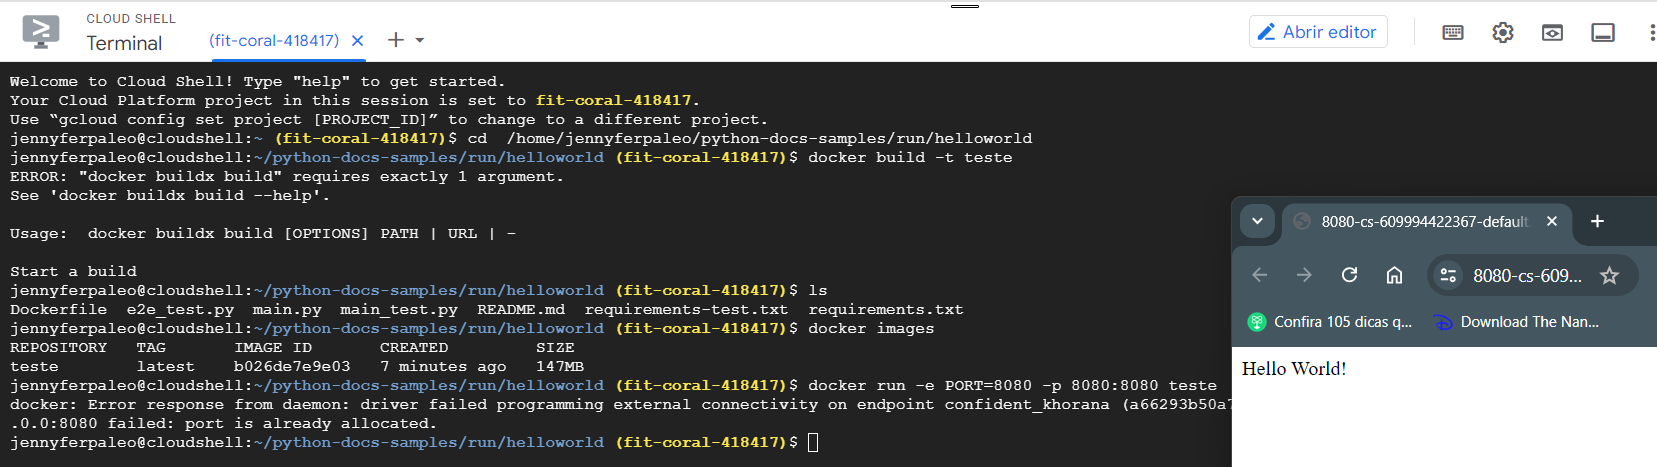 CLOUD SHELL
Terminal
(fit-coral-418417)
Abrir editor
Welcome to Cloud Shell! Type "help" to get started.
Your Cloud Platform project in this session is set to fit-coral-418417.
Use “gcloud config set project [PROJECT_ID]” to change to a different project.
jennyferpaleo@cloudshell:~ (fit-coral-418417)$ cd  /home/jennyferpaleo/python-docs-samples/run/helloworld
jennyferpaleo@cloudshell:~/python-docs-samples/run/helloworld (fit-coral-418417)$ docker build -t teste
ERROR: "docker buildx build" requires exactly 1 argument.
See 'docker buildx build --help'.
Usage:  docker buildx build [OPTIONS] PATH | URL | -
Start a build
jennyferpaleo@cloudshell:~/python-docs-samples/run/helloworld (fit-coral-418417)$ ls
Dockerfile  e2e_test.py  main.py  main_test.py  README.md  requirements-test.txt  requirements.txt
jennyferpaleo@cloudshell:~/python-docs-samples/run/helloworld (fit-coral-418417)$ docker images
REPOSITORY   TAG       IMAGE ID       CREATED         SIZE
teste        latest    b026de7e9e03   7 minutes ago   147MB
jennyferpaleo@cloudshell:~/python-docs-samples/run/helloworld (fit-coral-418417)$ docker run -e PORT=8080 -p 8080:8080 teste
docker: Error response from daemon: driver failed programming external connectivity on endpoint confident_khorana (a66293b50a7
.0.0:8080 failed: port is already allocated.
jennyferpaleo@cloudshell:~/python-docs-samples/run/helloworld (fit-coral-418417)$
8080-cs-609994422367-default.
8080-cs-609...
Confira 105 dicas q...
Download The Nan...
Hello World!